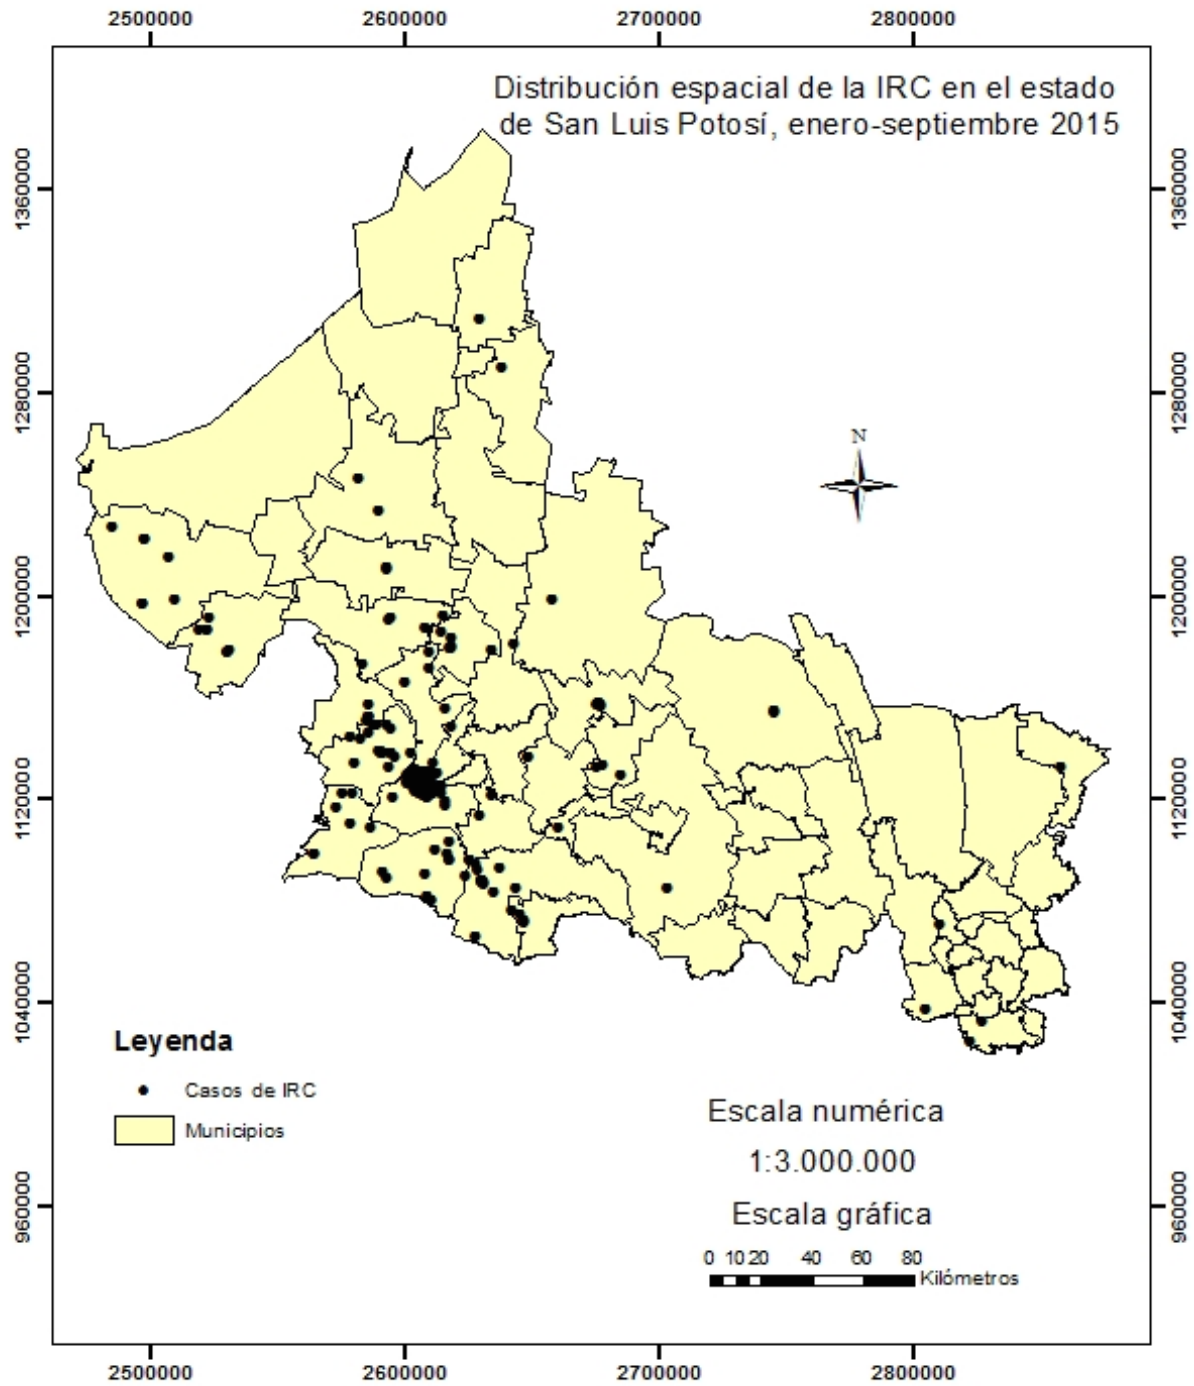 2500000 2600000 2700000 2800000
Distribución espacial de la IRC en el estado
de San Luis Potosí, enero-septiembre 2015
1360000 1360000
1280000 1280000
N
1200000 1200000
1120000 1120000
1040000 1040000
Leyenda
Casos de IRC
Municipios
Escala numérica
1:3.000.000
960000 960000
Escala gráfica
0 10 20 40 60 80
Kilómetros
2500000 2600000 2700000 2800000